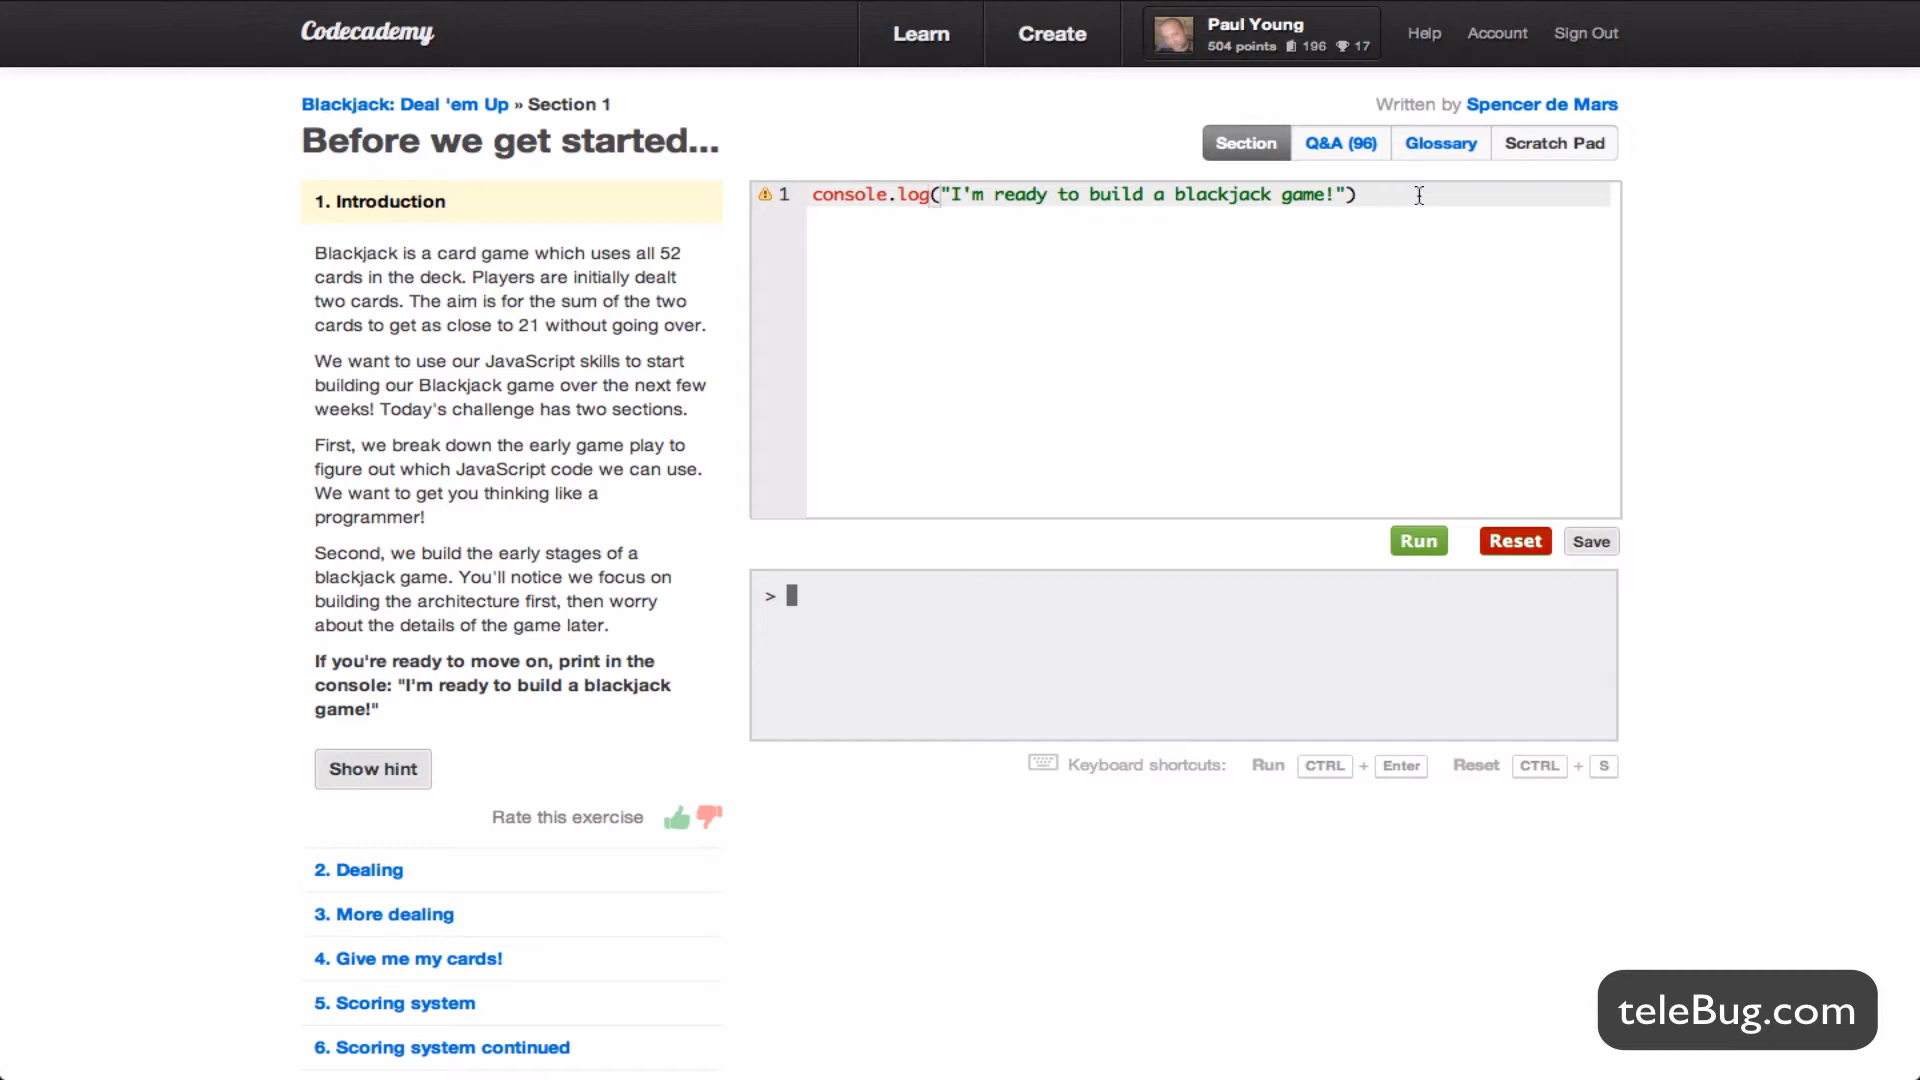 Codecademy
Learn
Create
Paul Young
504 points 196 17
Help
Account
Sign Out
Blackjack: Deal 'em Up » Section 1
Written by Spencer de Mars
Before we get started...
Section
Q&A (96)
Glossary
Scratch Pad
1. Introduction
Blackjack is a card game which uses all 52
cards in the deck. Players are initially dealt
two cards. The aim is for the sum of the two
cards to get as close to 21 without going over.
We want to use our JavaScript skills to start
building our Blackjack game over the next few
weeks! Today's challenge has two sections.
First, we break down the early game play to
figure out which JavaScript code we can use.
We want to get you thinking like a
programmer!
Second, we build the early stages of a
blackjack game. You'll notice we focus on
building the architecture first, then worry
about the details of the game later.
If you're ready to move on, print in the
console: "I'm ready to build a blackjack
game!"
Show hint
Rate this exercise
2. Dealing
3. More dealing
4. Give me my cards!
5. Scoring system
6. Scoring system continued
1 console.log("I'm ready to build a blackjack game!")
Run
Reset
Save
>
Keyboard shortcuts: Run CTRL + Enter Reset CTRL + S
teleBug.com